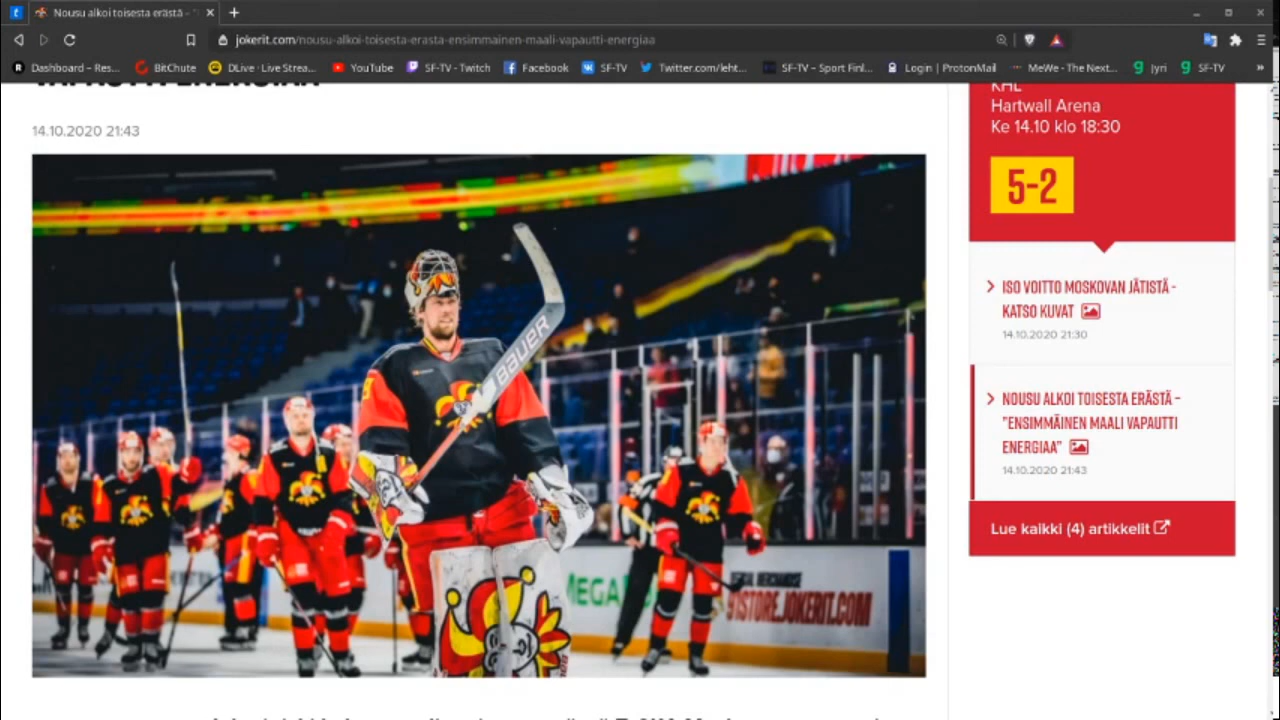 Nousu alkoi toisesta erästä - "
jokerit.com/nousu-alkoi-toisesta-erasta-ensimmainen-maali-vapautti-energiaa
Dashboard – Res...
BitChute
DLive · Live Strea...
YouTube
SF-TV - Twitch
Facebook
SF-TV
Twitter.com/leht...
SF-TV – Sport Finl...
Login | ProtonMail
MeWe - The Next...
Jyri
SF-TV
14.10.2020 21:43
BAUER
91STORE.JOKERIT.COM
KHL
Hartwall Arena
Ke 14.10 klo 18:30
5-2
ISO VOITTO MOSKOVAN JÄTISTÄ -
KATSO KUVAT
14.10.2020 21:30
NOUSU ALKOI TOISESTA ERÄSTÄ –
"ENSIMMÄINEN MAALI VAPAUTTI
ENERGIAA"
14.10.2020 21:43
Lue kaikki (4) artikkelit